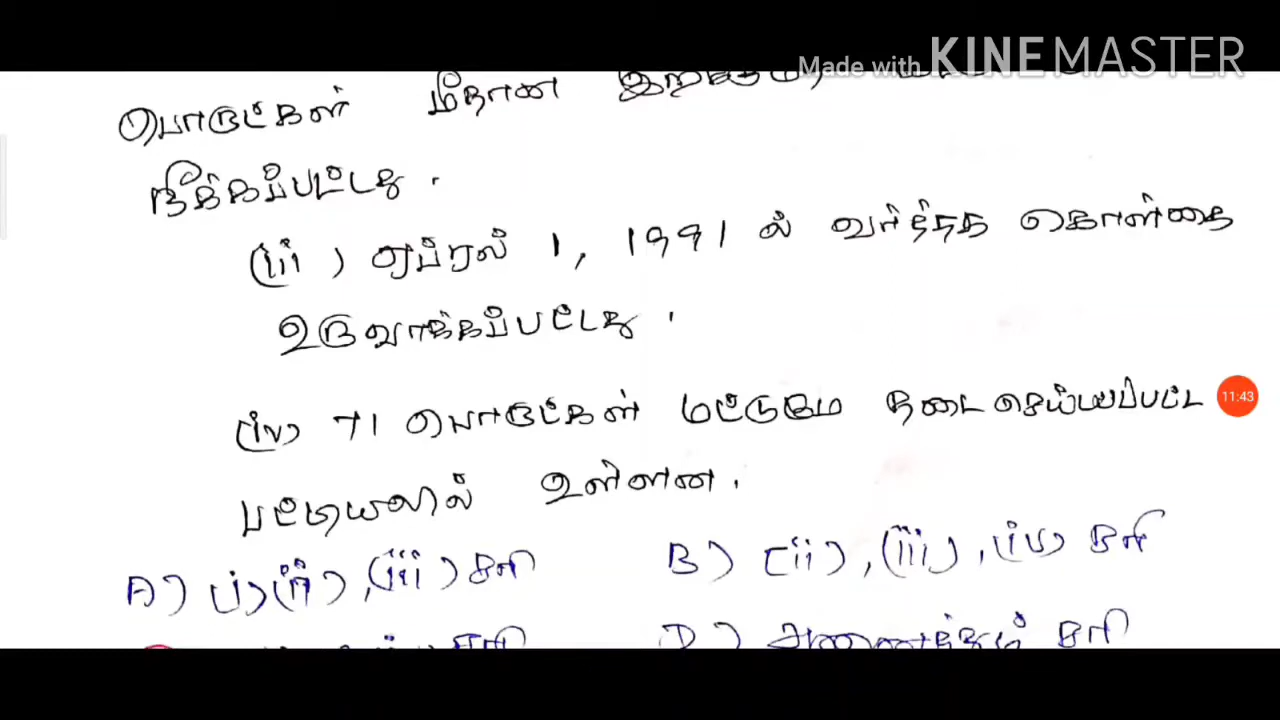 Made with KINEMASTER
பொருட்கள் மீதான
நீக்கப்பட்டது.
(iii) ஏப்ரல் 1, 1991 ல் வர்த்தக கொள்கை
உருவாக்கப்பட்டது.
(iv) 71 பொருட்கள் மட்டுமே தடைசெய்யப்பட்ட
11:43
பட்டியலில் உள்ளன.
A) (i), (ii), (iii) சரி
B) (ii), (iii), (iv) சரி
சரி
D) அனைத்தும் சரி